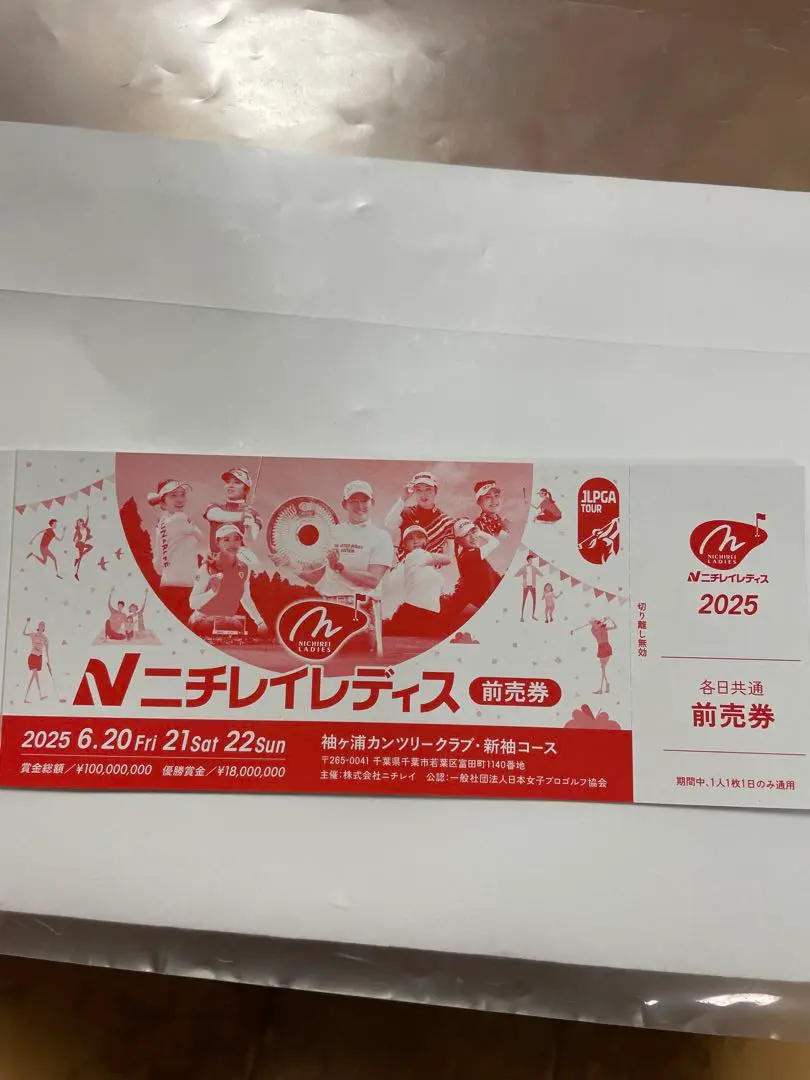 JLPGA
TOUR
NICHIREI
LADIES
ニチレイレディス
前売券
2025 6.20 Fri 21 Sat 22 Sun
賞金総額/¥100,000,000 優勝賞金/¥18,000,000
袖ヶ浦カンツリークラブ・新袖コース
〒265-0041 千葉県千葉市若葉区富田町1140番地
主催:株式会社ニチレイ 公認:一般社団法人日本女子プロゴルフ協会
切り離し無効
NICHIREI
LADIES
ニチレイレディス
2025
各日共通
前売券
期間中、1人1枚1日のみ通用